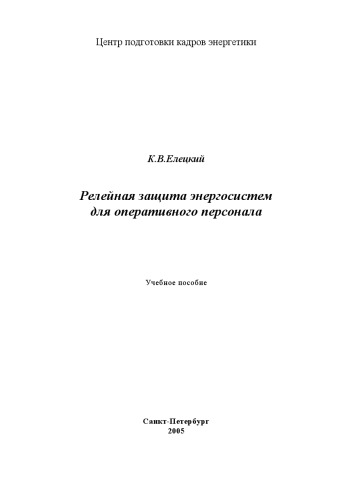 Центр подготовки кадров энергетики
К.В.Елецкий
Релейная защита энергосистем
для оперативного персонала
Учебное пособие
Санкт-Петербург
2005